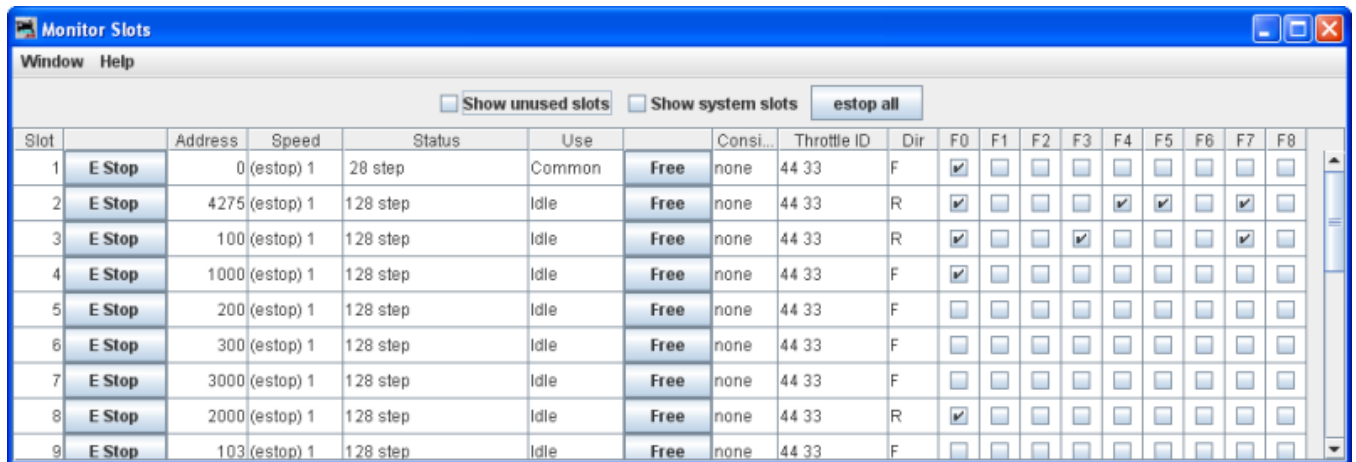 Monitor Slots
Window Help
Show unused slots Show system slots estop all
Slot Address Speed Status Use Consi... Throttle ID Dir F0 F1 F2 F3 F4 F5 F6 F7 F8
1 E Stop 0 (estop) 1 28 step Common Free none 44 33 F
2 E Stop 4275 (estop) 1 128 step Idle Free none 44 33 R
3 E Stop 100 (estop) 1 128 step Idle Free none 44 33 R
4 E Stop 1000 (estop) 1 128 step Idle Free none 44 33 F
5 E Stop 200 (estop) 1 128 step Idle Free none 44 33 F
6 E Stop 300 (estop) 1 128 step Idle Free none 44 33 F
7 E Stop 3000 (estop) 1 128 step Idle Free none 44 33 F
8 E Stop 2000 (estop) 1 128 step Idle Free none 44 33 R
9 E Stop 103 (estop) 1 128 step Idle Free none 44 33 F